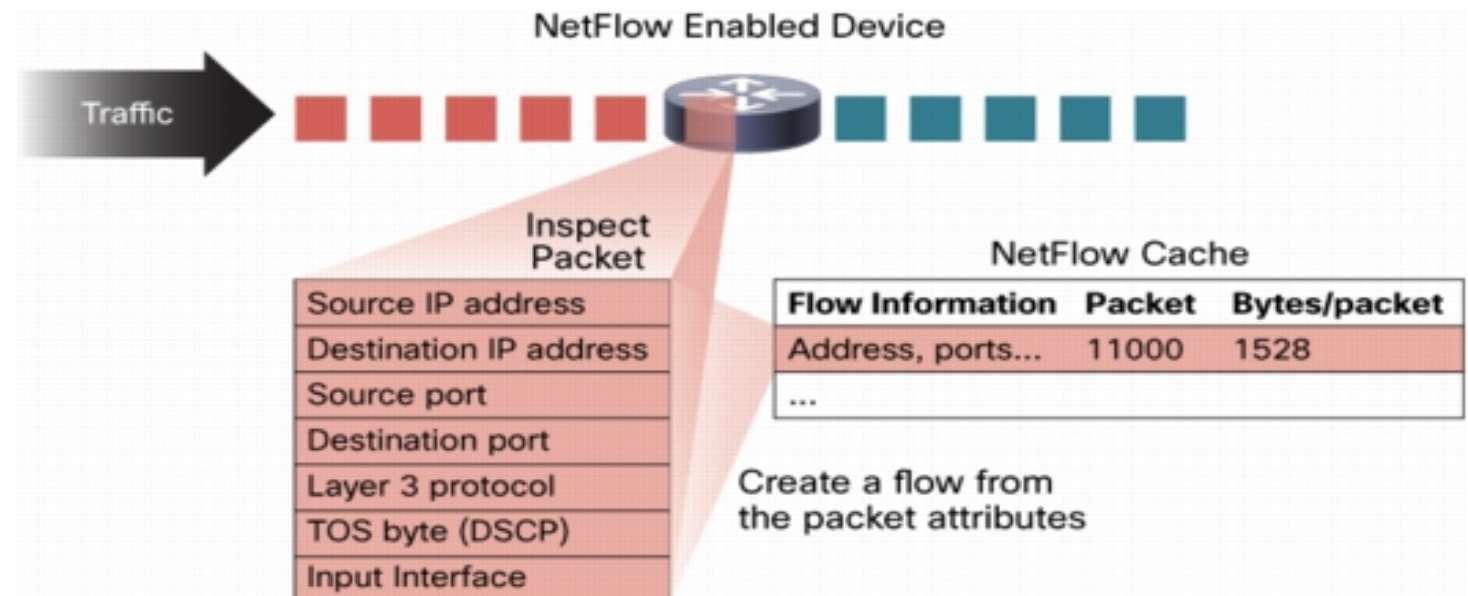 NetFlow Enabled Device
Traffic
Inspect
Packet
Source IP address
Destination IP address
Source port
Destination port
Layer 3 protocol
TOS byte (DSCP)
Input Interface
NetFlow Cache
Flow Information Packet Bytes/packet
Address, ports... 11000 1528
...
Create a flow from
the packet attributes